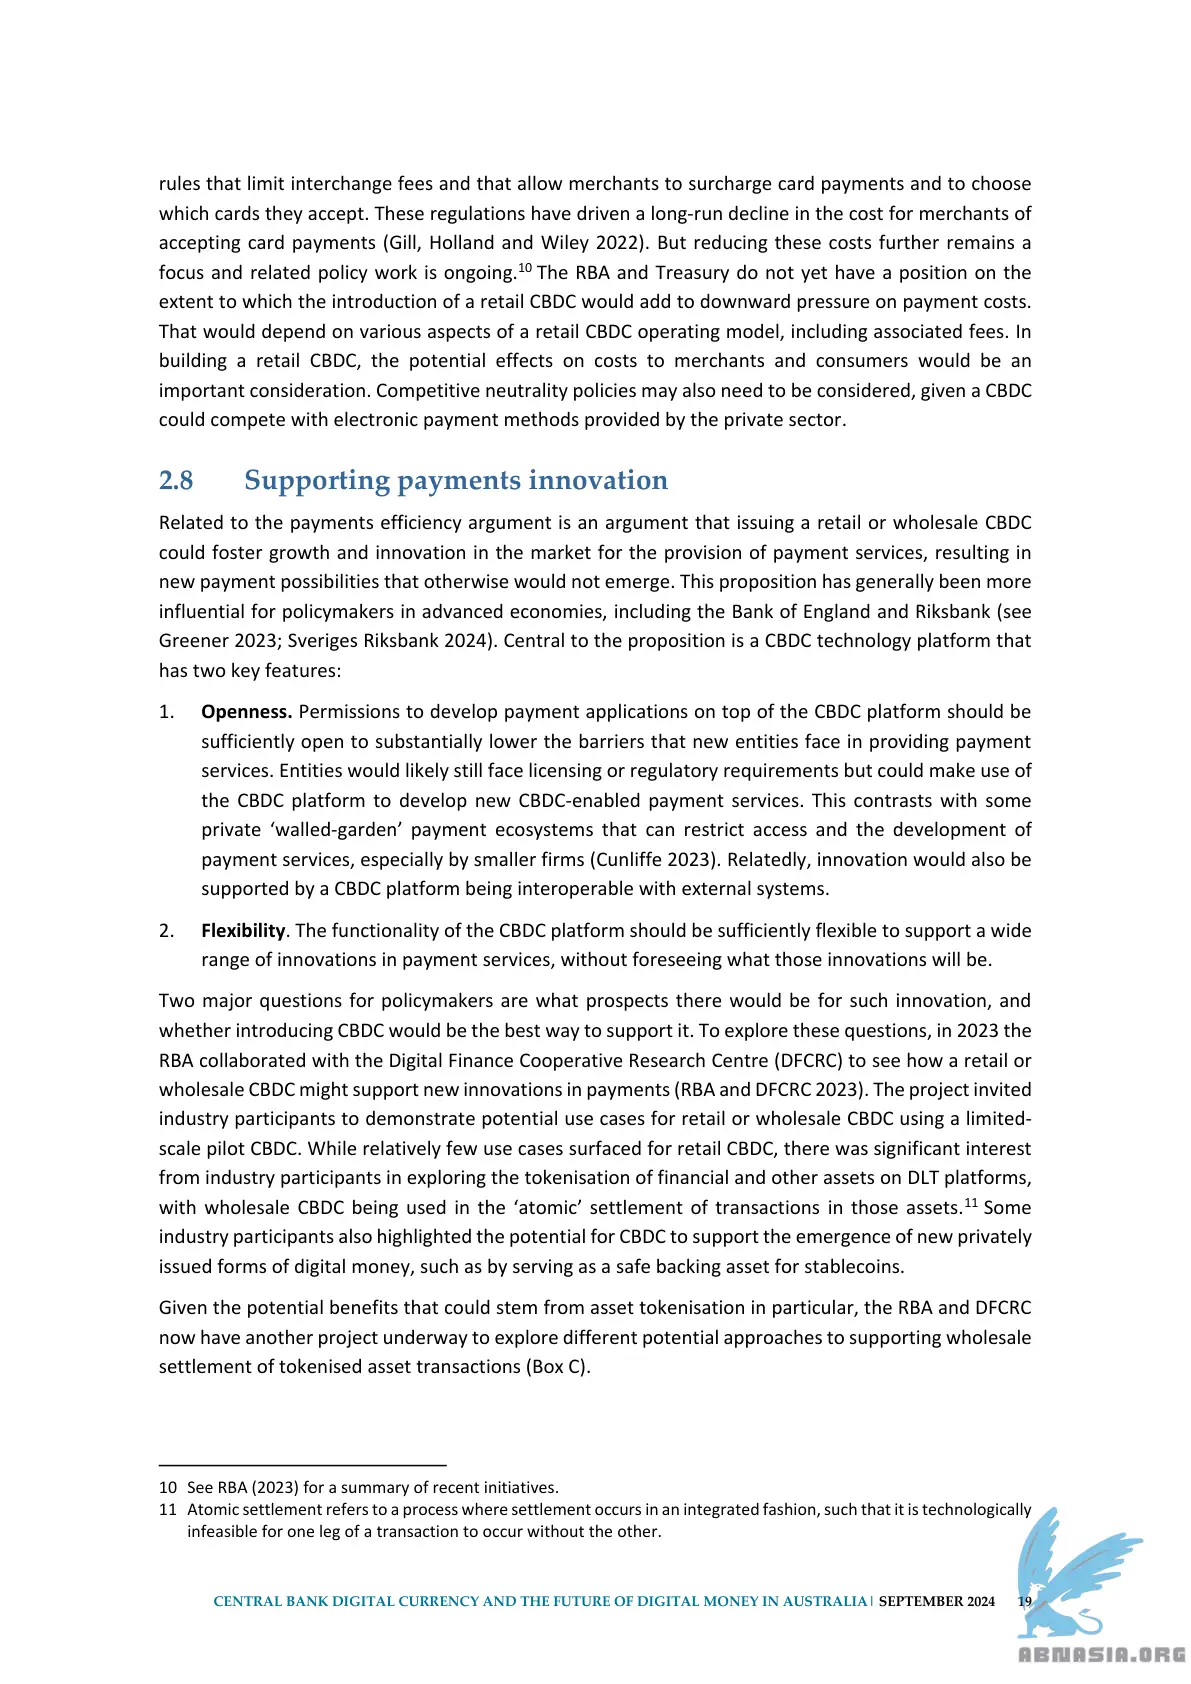 rules that limit interchange fees and that allow merchants to surcharge card payments and to choose
which cards they accept. These regulations have driven a long-run decline in the cost for merchants of
accepting card payments (Gill, Holland and Wiley 2022). But reducing these costs further remains a
focus and related policy work is ongoing.10 The RBA and Treasury do not yet have a position on the
extent to which the introduction of a retail CBDC would add to downward pressure on payment costs.
That would depend on various aspects of a retail CBDC operating model, including associated fees. In
building a retail CBDC, the potential effects on costs to merchants and consumers would be an
important consideration. Competitive neutrality policies may also need to be considered, given a CBDC
could compete with electronic payment methods provided by the private sector.
2.8 Supporting payments innovation
Related to the payments efficiency argument is an argument that issuing a retail or wholesale CBDC
could foster growth and innovation in the market for the provision of payment services, resulting in
new payment possibilities that otherwise would not emerge. This proposition has generally been more
influential for policymakers in advanced economies, including the Bank of England and Riksbank (see
Greener 2023; Sveriges Riksbank 2024). Central to the proposition is a CBDC technology platform that
has two key features:
1. Openness. Permissions to develop payment applications on top of the CBDC platform should be
sufficiently open to substantially lower the barriers that new entities face in providing payment
services. Entities would likely still face licensing or regulatory requirements but could make use of
the CBDC platform to develop new CBDC-enabled payment services. This contrasts with some
private ‘walled-garden’ payment ecosystems that can restrict access and the development of
payment services, especially by smaller firms (Cunliffe 2023). Relatedly, innovation would also be
supported by a CBDC platform being interoperable with external systems.
2. Flexibility. The functionality of the CBDC platform should be sufficiently flexible to support a wide
range of innovations in payment services, without foreseeing what those innovations will be.
Two major questions for policymakers are what prospects there would be for such innovation, and
whether introducing CBDC would be the best way to support it. To explore these questions, in 2023 the
RBA collaborated with the Digital Finance Cooperative Research Centre (DFCRC) to see how a retail or
wholesale CBDC might support new innovations in payments (RBA and DFCRC 2023). The project invited
industry participants to demonstrate potential use cases for retail or wholesale CBDC using a limited-
scale pilot CBDC. While relatively few use cases surfaced for retail CBDC, there was significant interest
from industry participants in exploring the tokenisation of financial and other assets on DLT platforms,
with wholesale CBDC being used in the ‘atomic’ settlement of transactions in those assets.11 Some
industry participants also highlighted the potential for CBDC to support the emergence of new privately
issued forms of digital money, such as by serving as a safe backing asset for stablecoins.
Given the potential benefits that could stem from asset tokenisation in particular, the RBA and DFCRC
now have another project underway to explore different potential approaches to supporting wholesale
settlement of tokenised asset transactions (Box C).
10 See RBA (2023) for a summary of recent initiatives.
11 Atomic settlement refers to a process where settlement occurs in an integrated fashion, such that it is technologically
infeasible for one leg of a transaction to occur without the other.
CENTRAL BANK DIGITAL CURRENCY AND THE FUTURE OF DIGITAL MONEY IN AUSTRALIA| SEPTEMBER 2024 19
ABNASIA.ORG